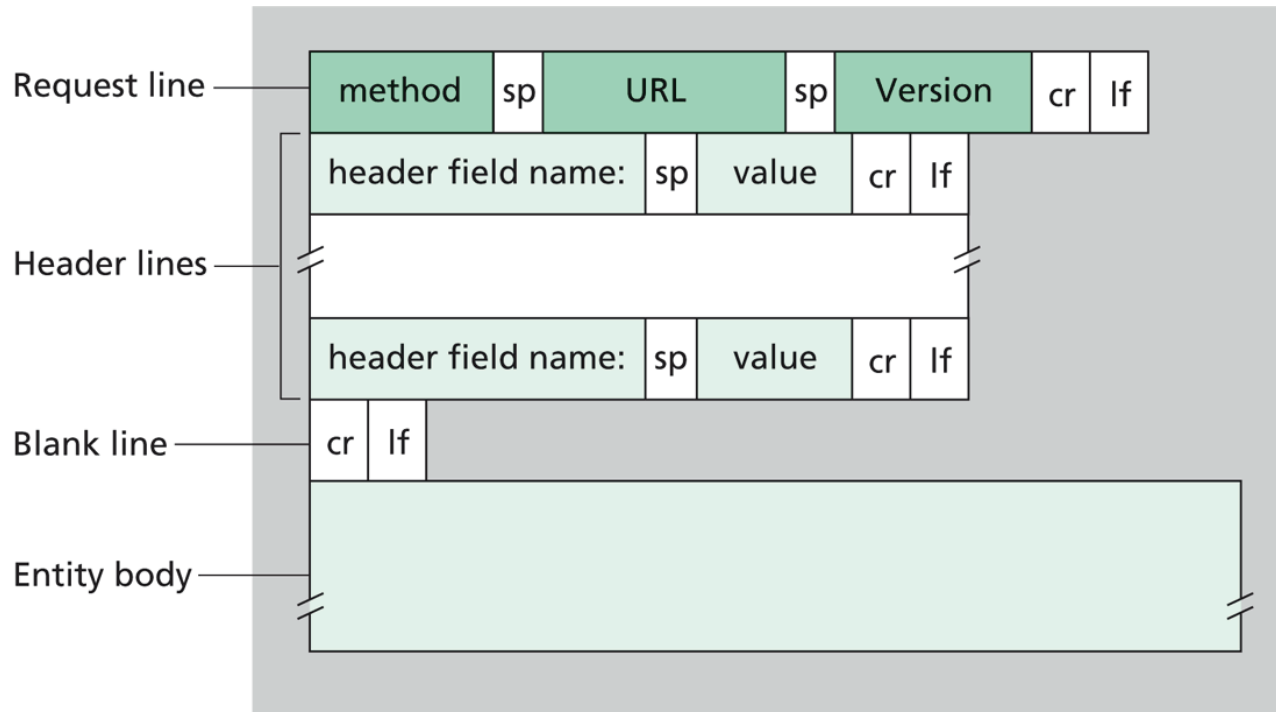 Request line method sp URL sp Version cr lf
header field name: sp value cr lf
Header lines
header field name: sp value cr lf
Blank line cr lf
Entity body